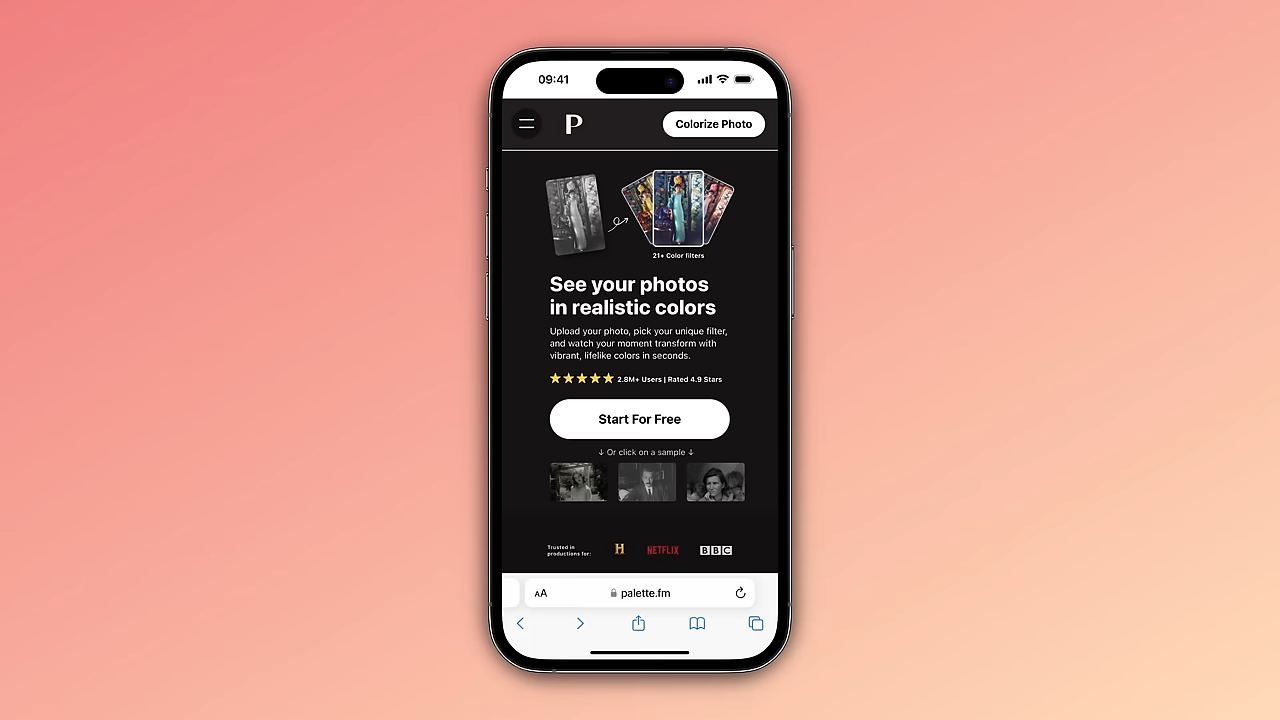 09:41
P
Colorize Photo
21+ Color filters
See your photos
in realistic colors
Upload your photo, pick your unique filter,
and watch your moment transform with
vibrant, lifelike colors in seconds.
2.8M+ Users | Rated 4.9 Stars
Start For Free
↓ Or click on a sample ↓
Trusted in
productions for:
H
NETFLIX
BBC
AA
palette.fm